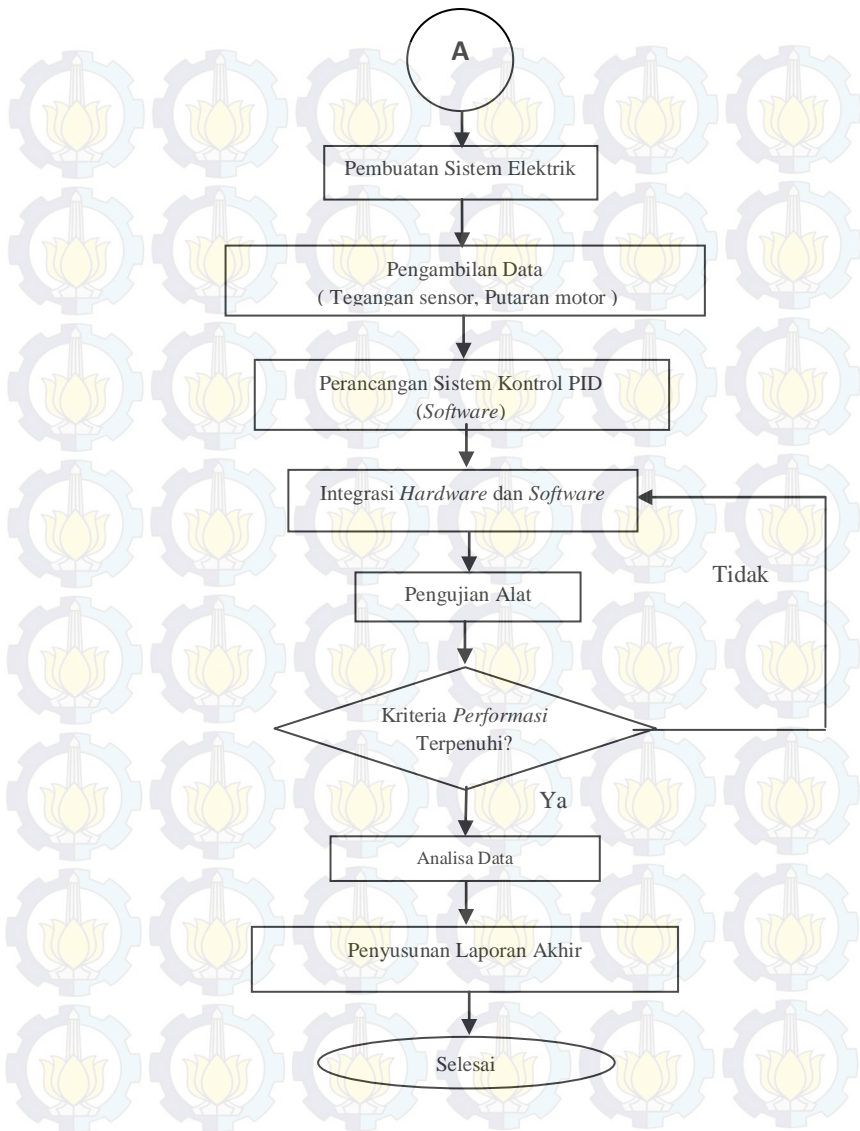 A
Pembuatan Sistem Elektrik
Pengambilan Data
( Tegangan sensor, Putaran motor )
Perancangan Sistem Kontrol PID
(Software)
Integrasi Hardware dan Software
Tidak
Pengujian Alat
Kriteria Performasi
Terpenuhi?
Ya
Analisa Data
Penyusunan Laporan Akhir
Selesai